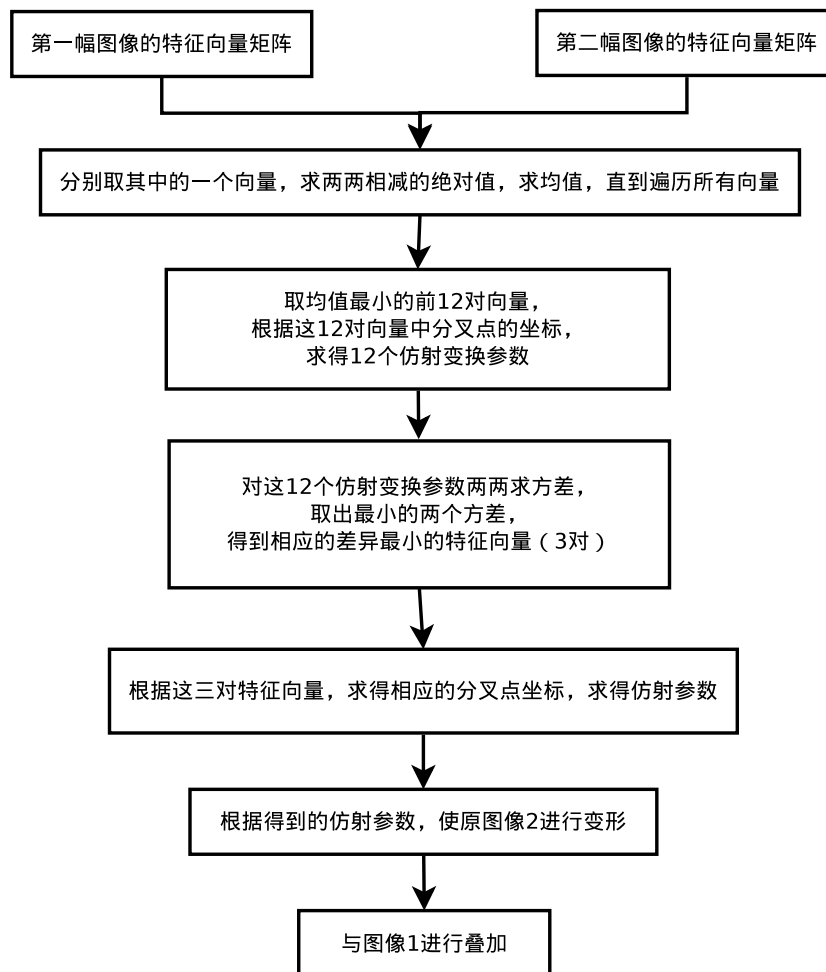 第一幅图像的特征向量矩阵
第二幅图像的特征向量矩阵
分别取其中的一个向量，求两两相减的绝对值，求均值，直到遍历所有向量
取均值最小的前12对向量，
根据这12对向量中分叉点的坐标，
求得12个仿射变换参数
对这12个仿射变换参数两两求方差，
取出最小的两个方差，
得到相应的差异最小的特征向量（3对）
根据这三对特征向量，求得相应的分叉点坐标，求得仿射参数
根据得到的仿射参数，使原图像2进行变形
与图像1进行叠加